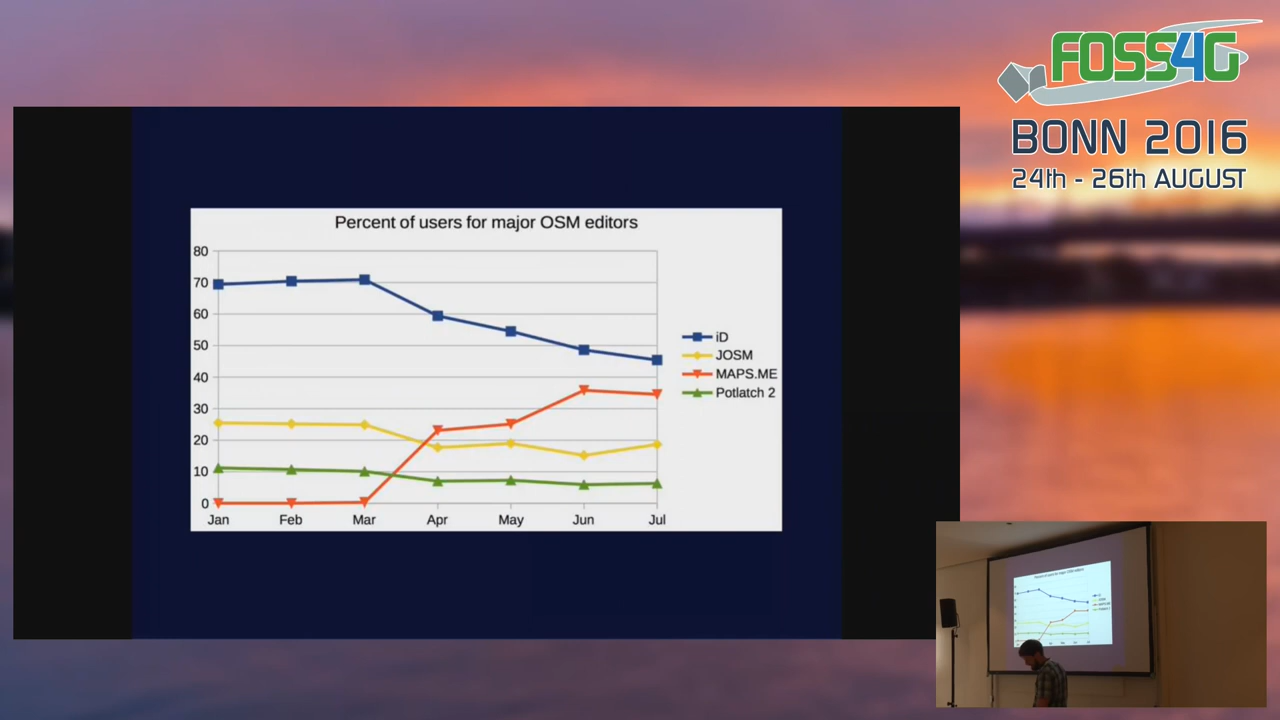 FOSS4G
BONN 2016
24th - 26th AUGUST
Percent of users for major OSM editors
80
70
60
50
40
30
20
10
0
Jan Feb Mar Apr May Jun Jul
iD
JOSM
MAPS.ME
Potlatch 2